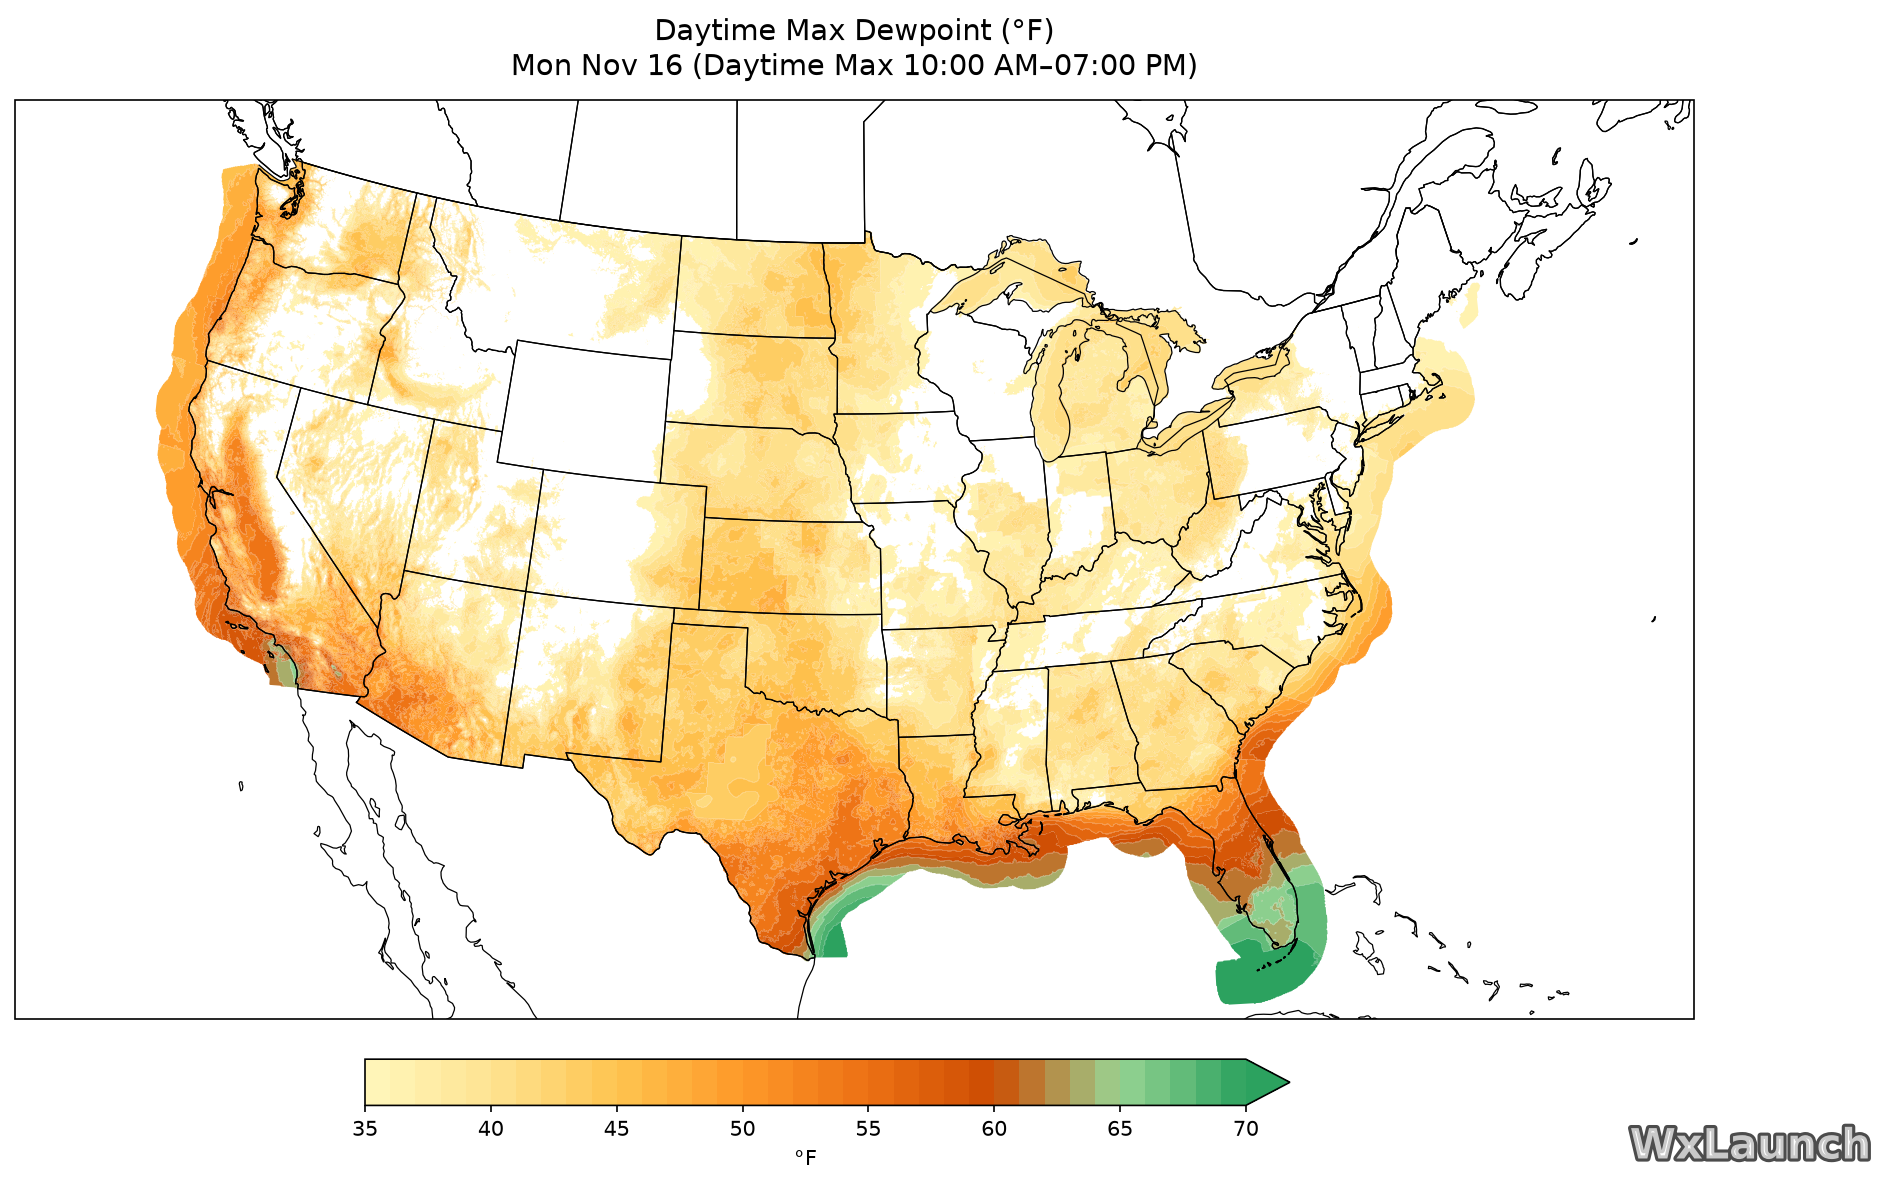 Daytime Max Dewpoint (°F)
Mon Nov 16 (Daytime Max 10:00 AM–07:00 PM)
35 40 45 50 55 60 65 70
°F
WxLaunch